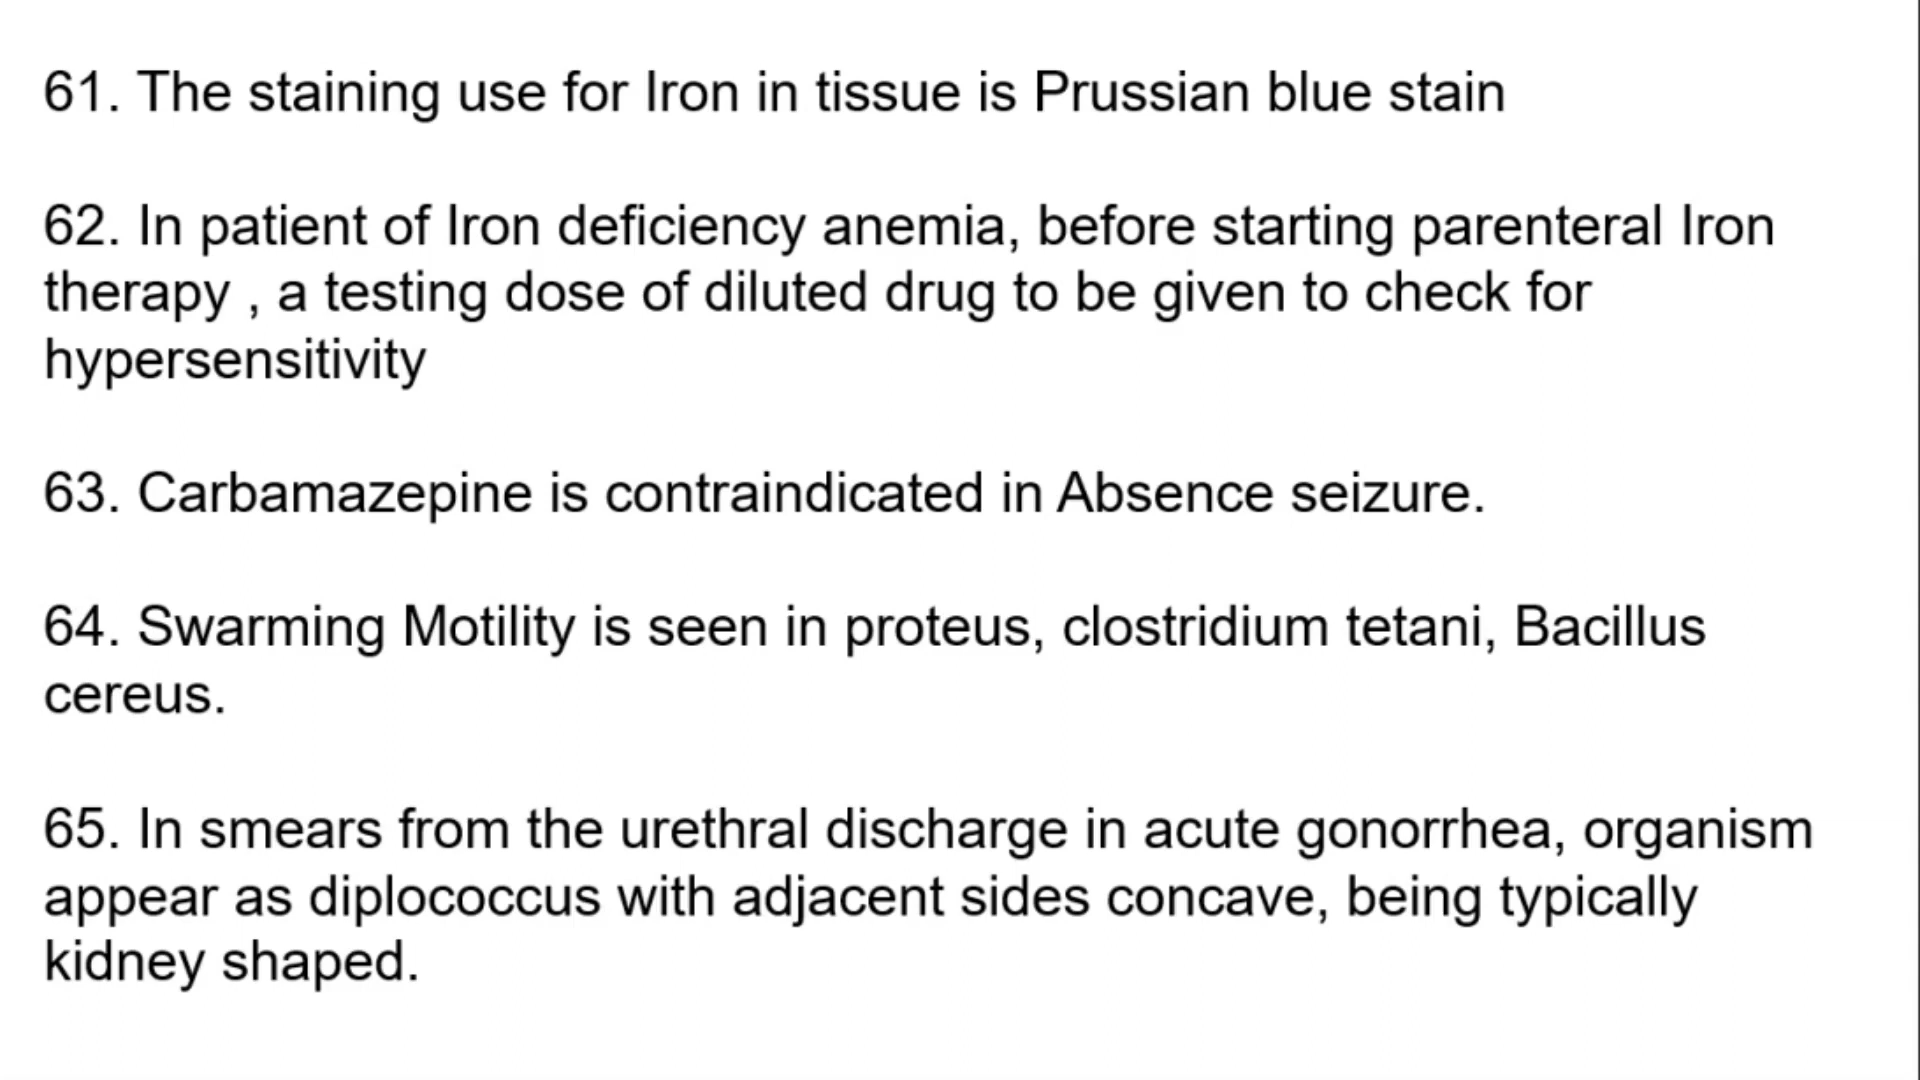 61. The staining use for Iron in tissue is Prussian blue stain
62. In patient of Iron deficiency anemia, before starting parenteral Iron
therapy , a testing dose of diluted drug to be given to check for
hypersensitivity
63. Carbamazepine is contraindicated in Absence seizure.
64. Swarming Motility is seen in proteus, clostridium tetani, Bacillus
cereus.
65. In smears from the urethral discharge in acute gonorrhea, organism
appear as diplococcus with adjacent sides concave, being typically
kidney shaped.